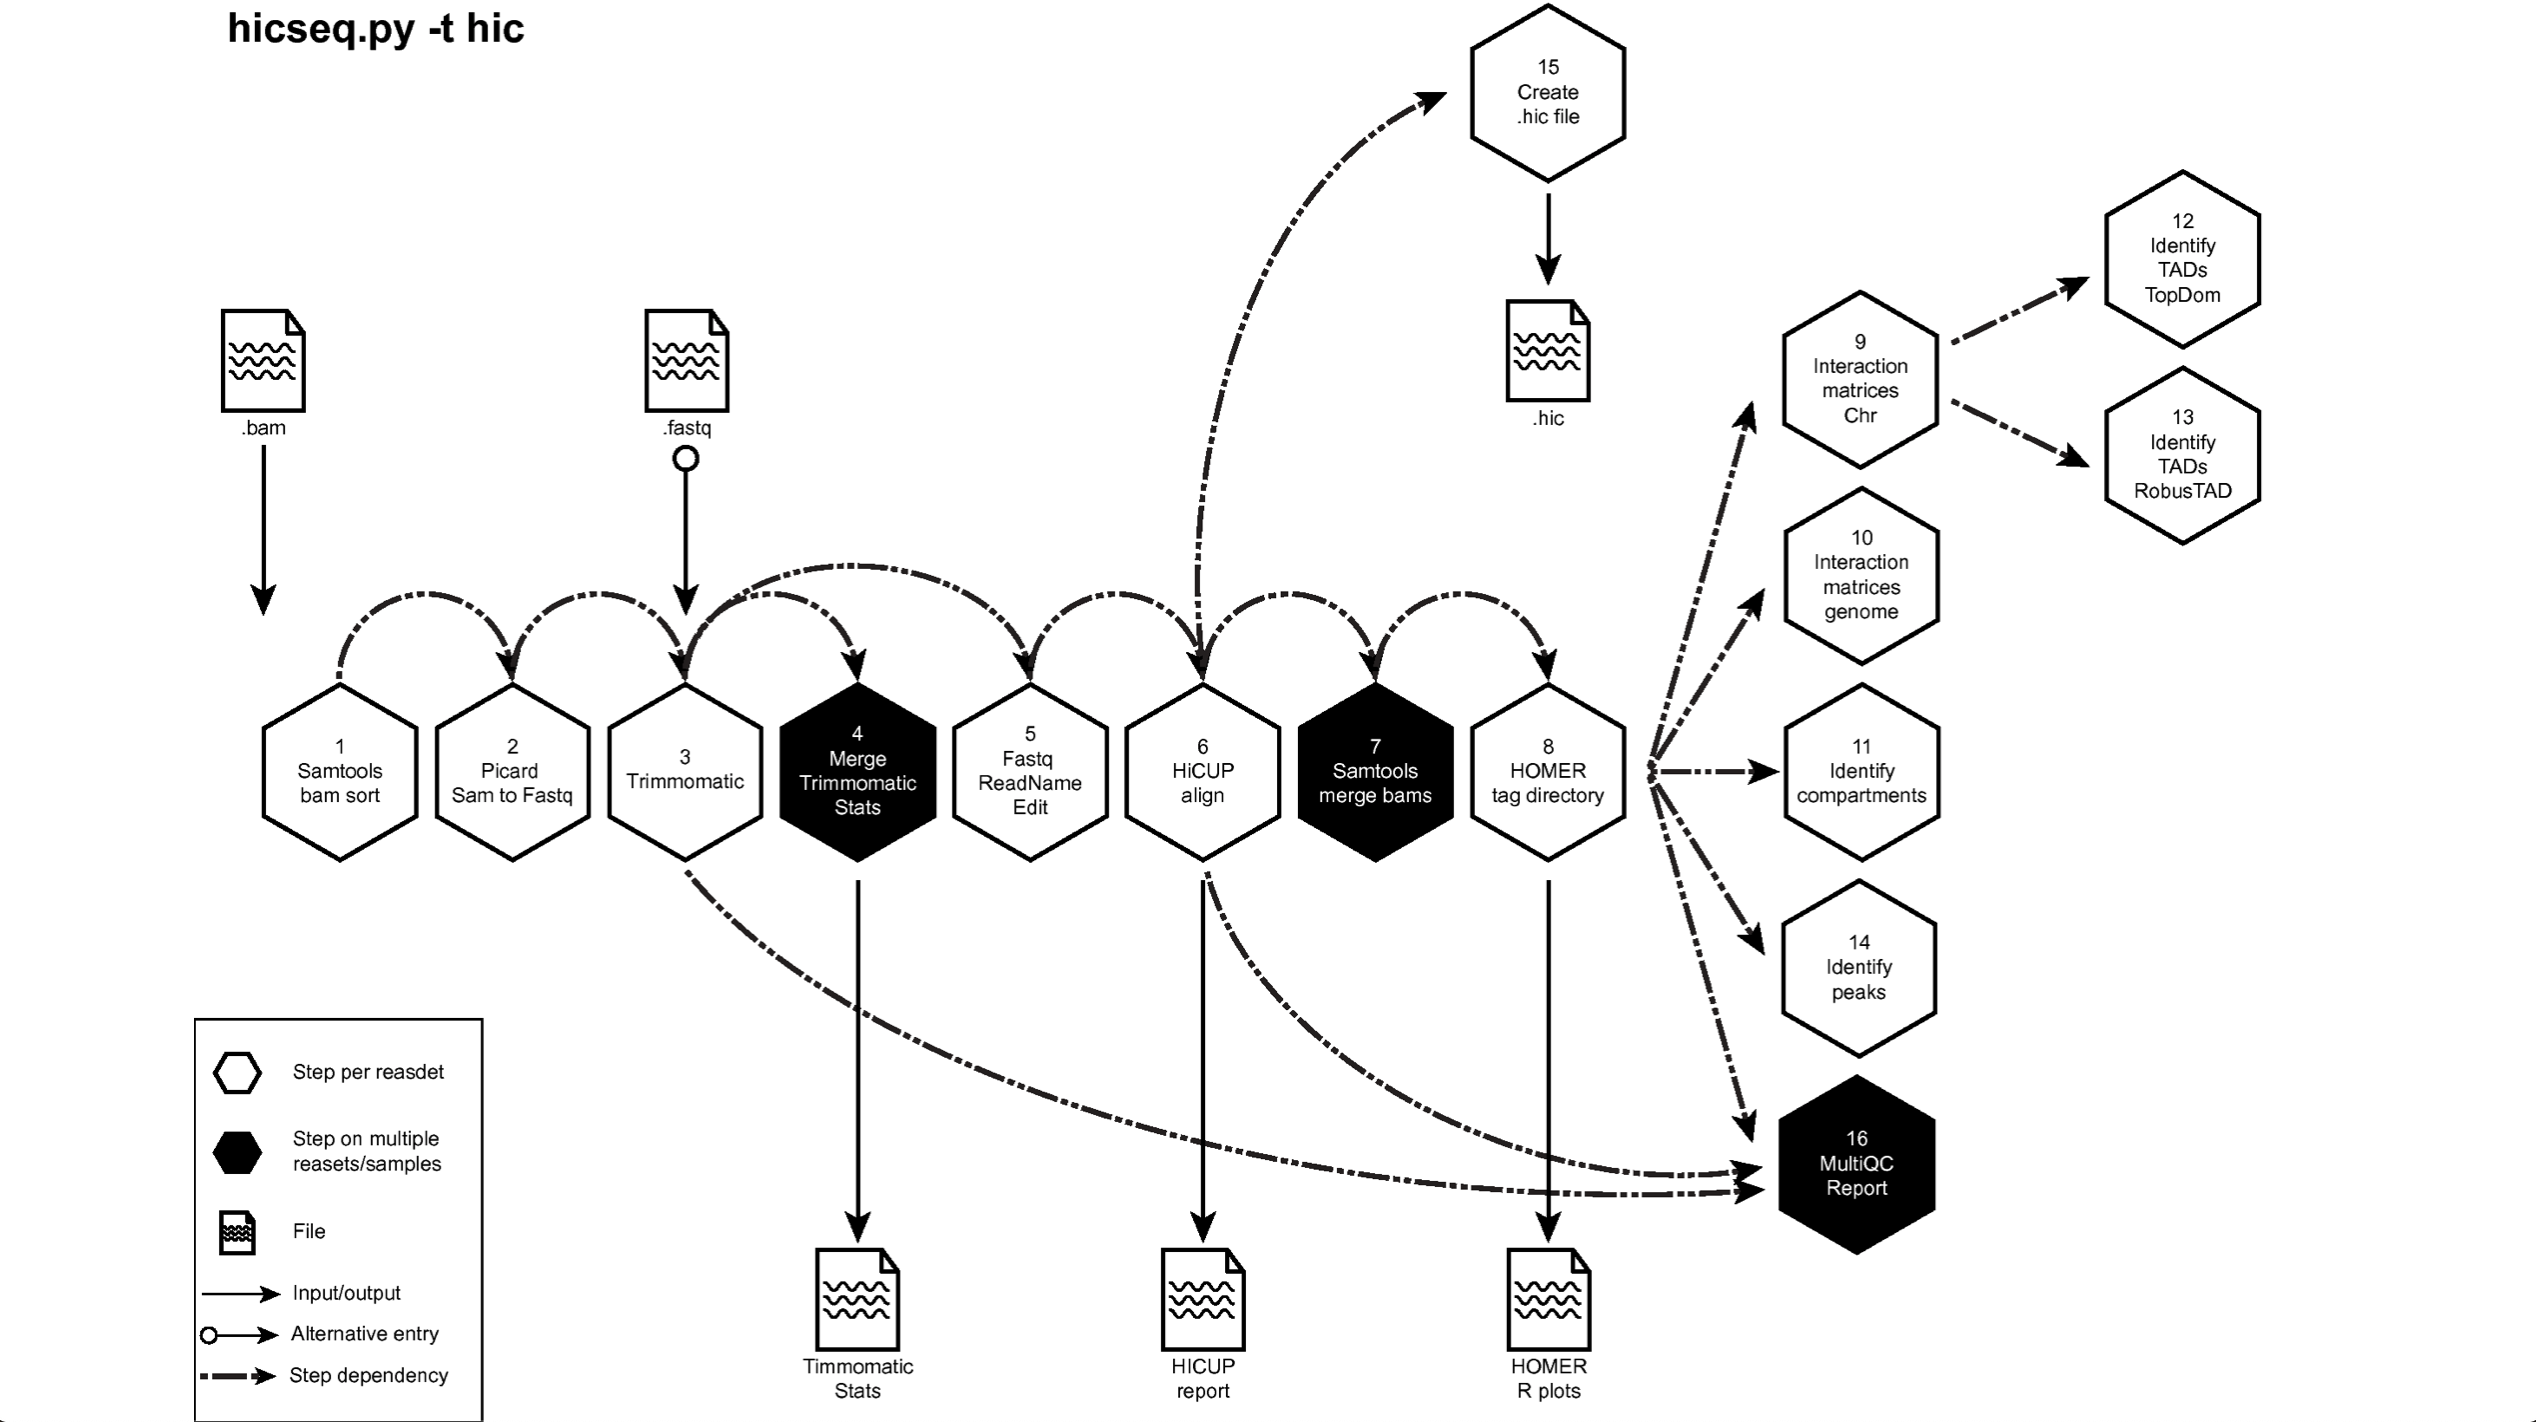 hicseq.py -t hic
15
Create
.hic file
12
Identify
TADs
TopDom
9
Interaction
matrices
Chr
13
Identify
TADs
RobusTAD
.bam
.fastq
.hic
10
Interaction
matrices
genome
1
Samtools
bam sort
2
Picard
Sam to Fastq
3
Trimmomatic
4
Merge
Trimmomatic
Stats
5
Fastq
ReadName
Edit
6
HiCUP
align
7
Samtools
merge bams
8
HOMER
tag directory
11
Identify
compartments
14
Identify
peaks
16
MultiQC
Report
Step per reasdet
Step on multiple
reasets/samples
File
Input/output
Alternative entry
Step dependency
Timmomatic
Stats
HICUP
report
HOMER
R plots